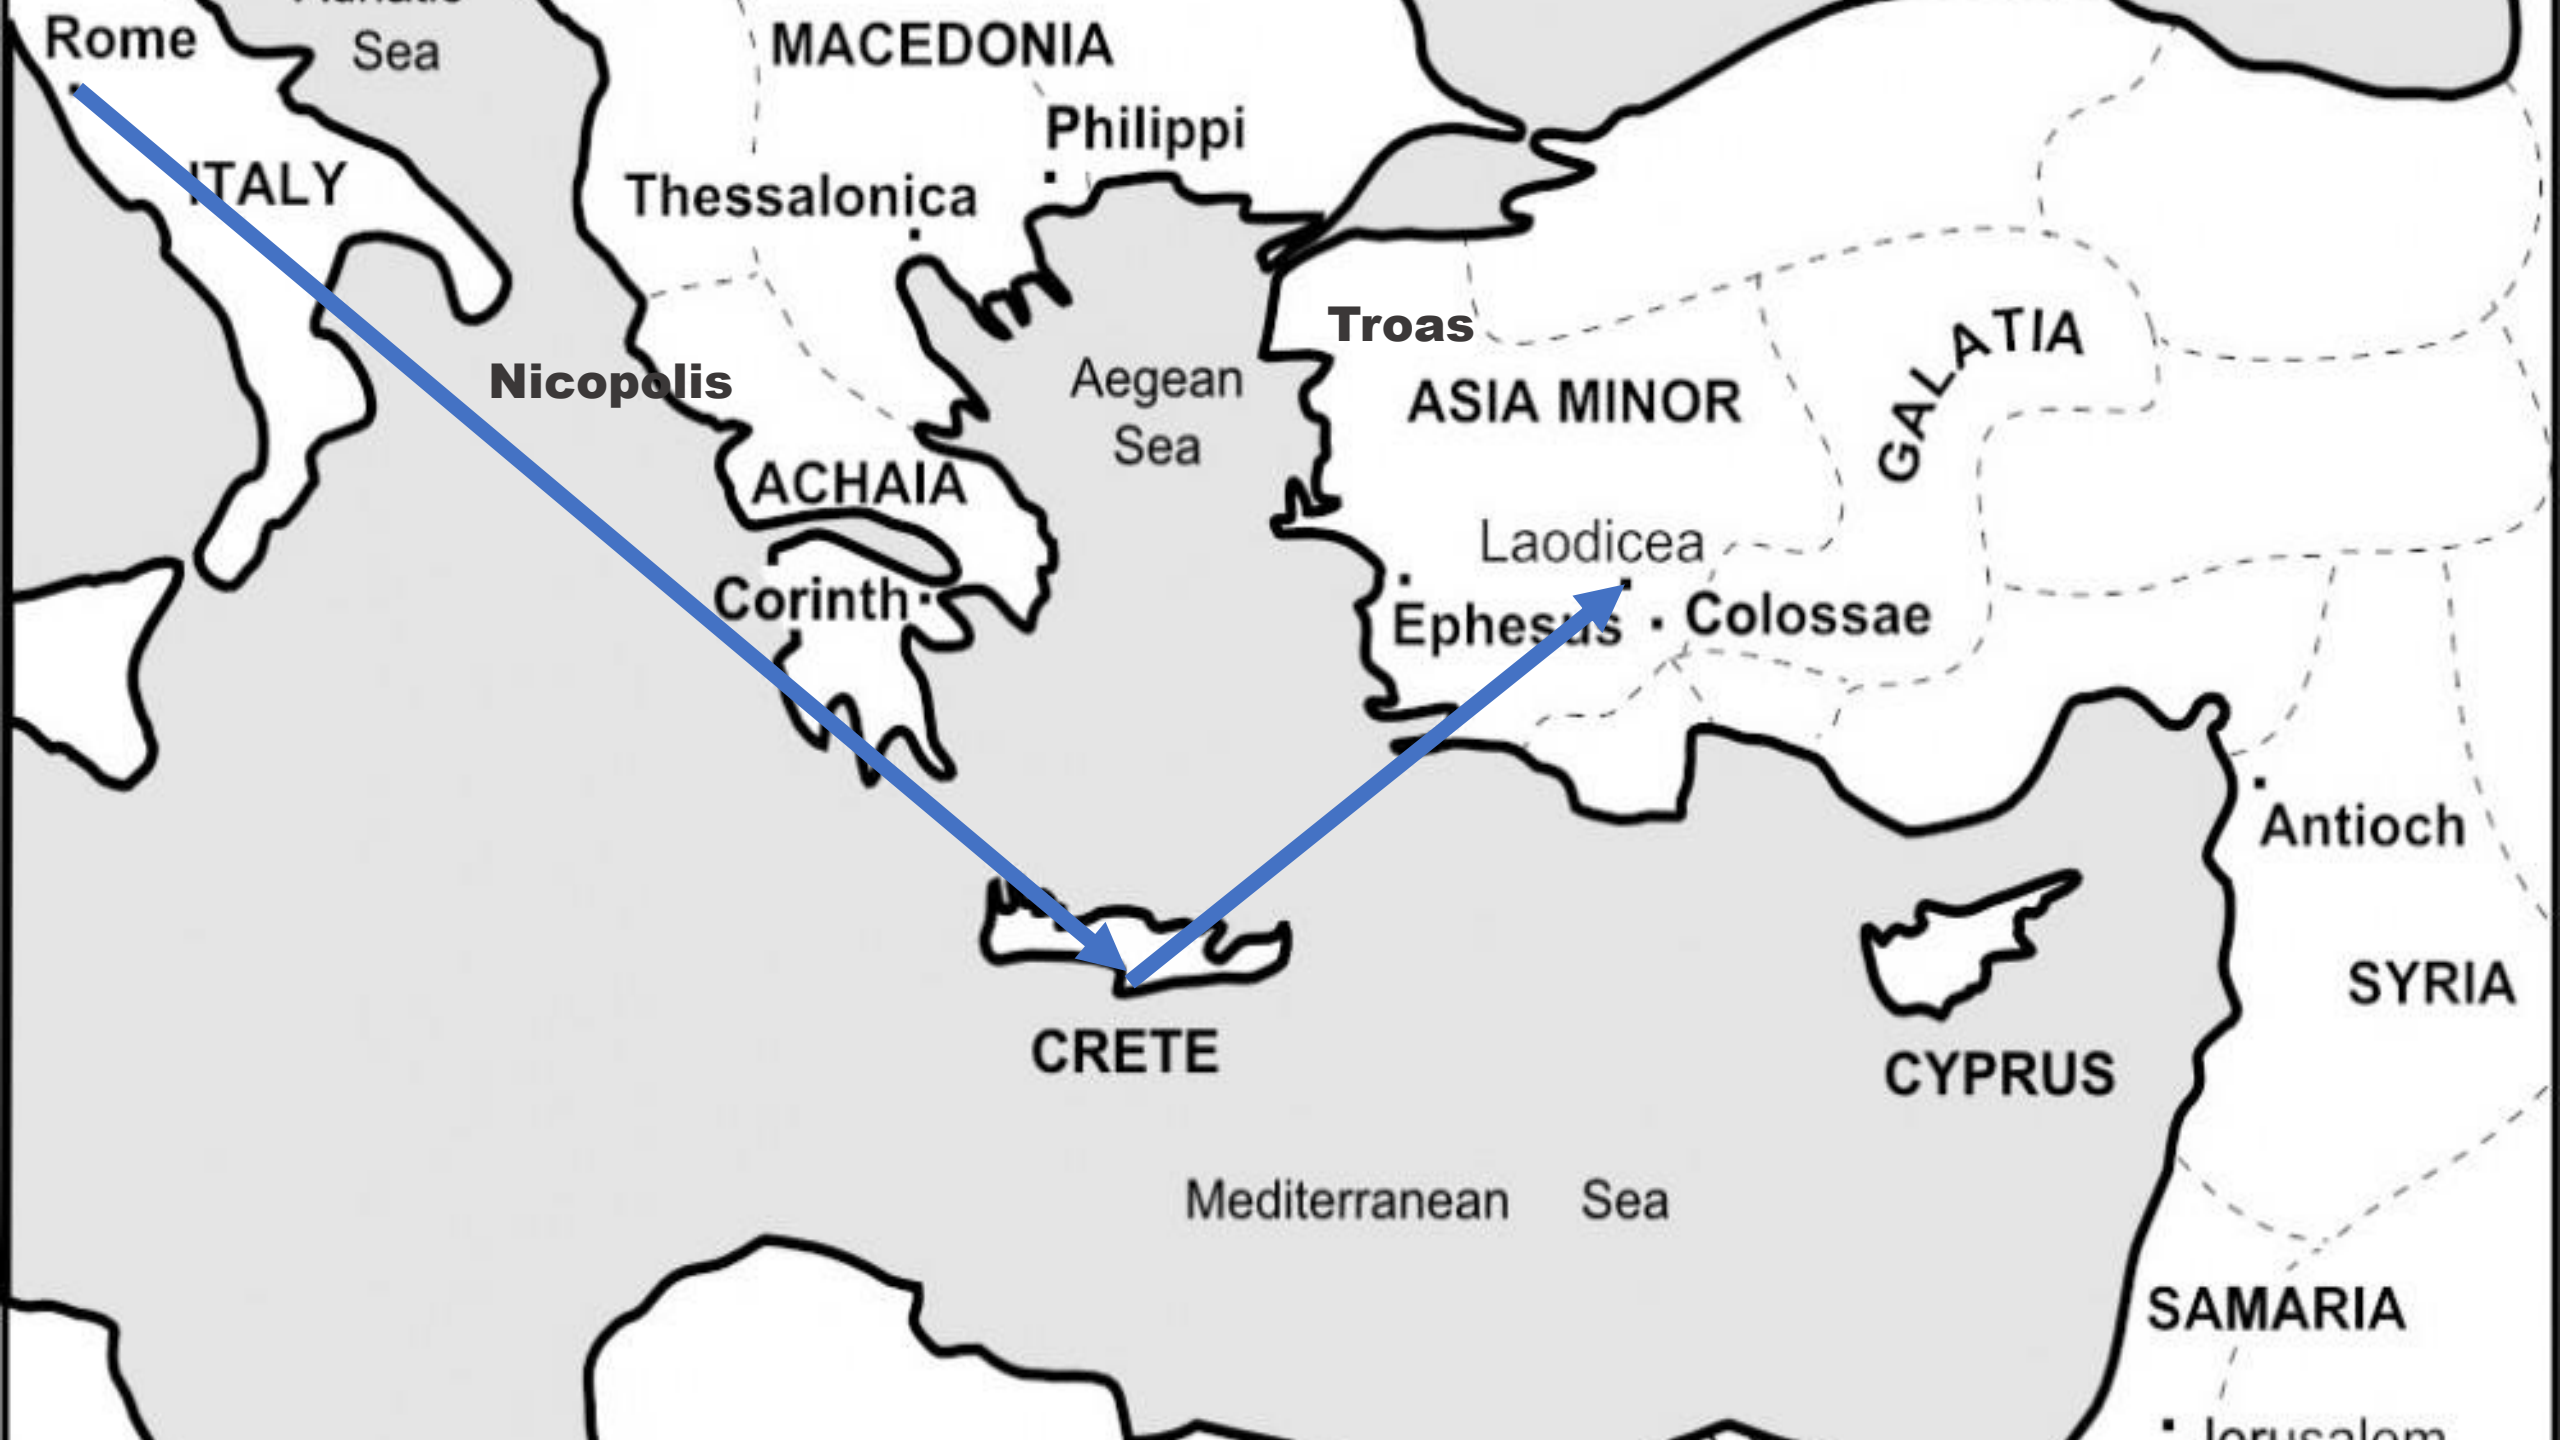 Rome
Sea
MACEDONIA
Philippi
ITALY
Thessalonica
Troas
Nicopolis
Aegean
Sea
ASIA MINOR
GALATIA
ACHAIA
Laodicea
Corinth
Ephesus
Colossae
Antioch
SYRIA
CRETE
CYPRUS
Mediterranean Sea
SAMARIA